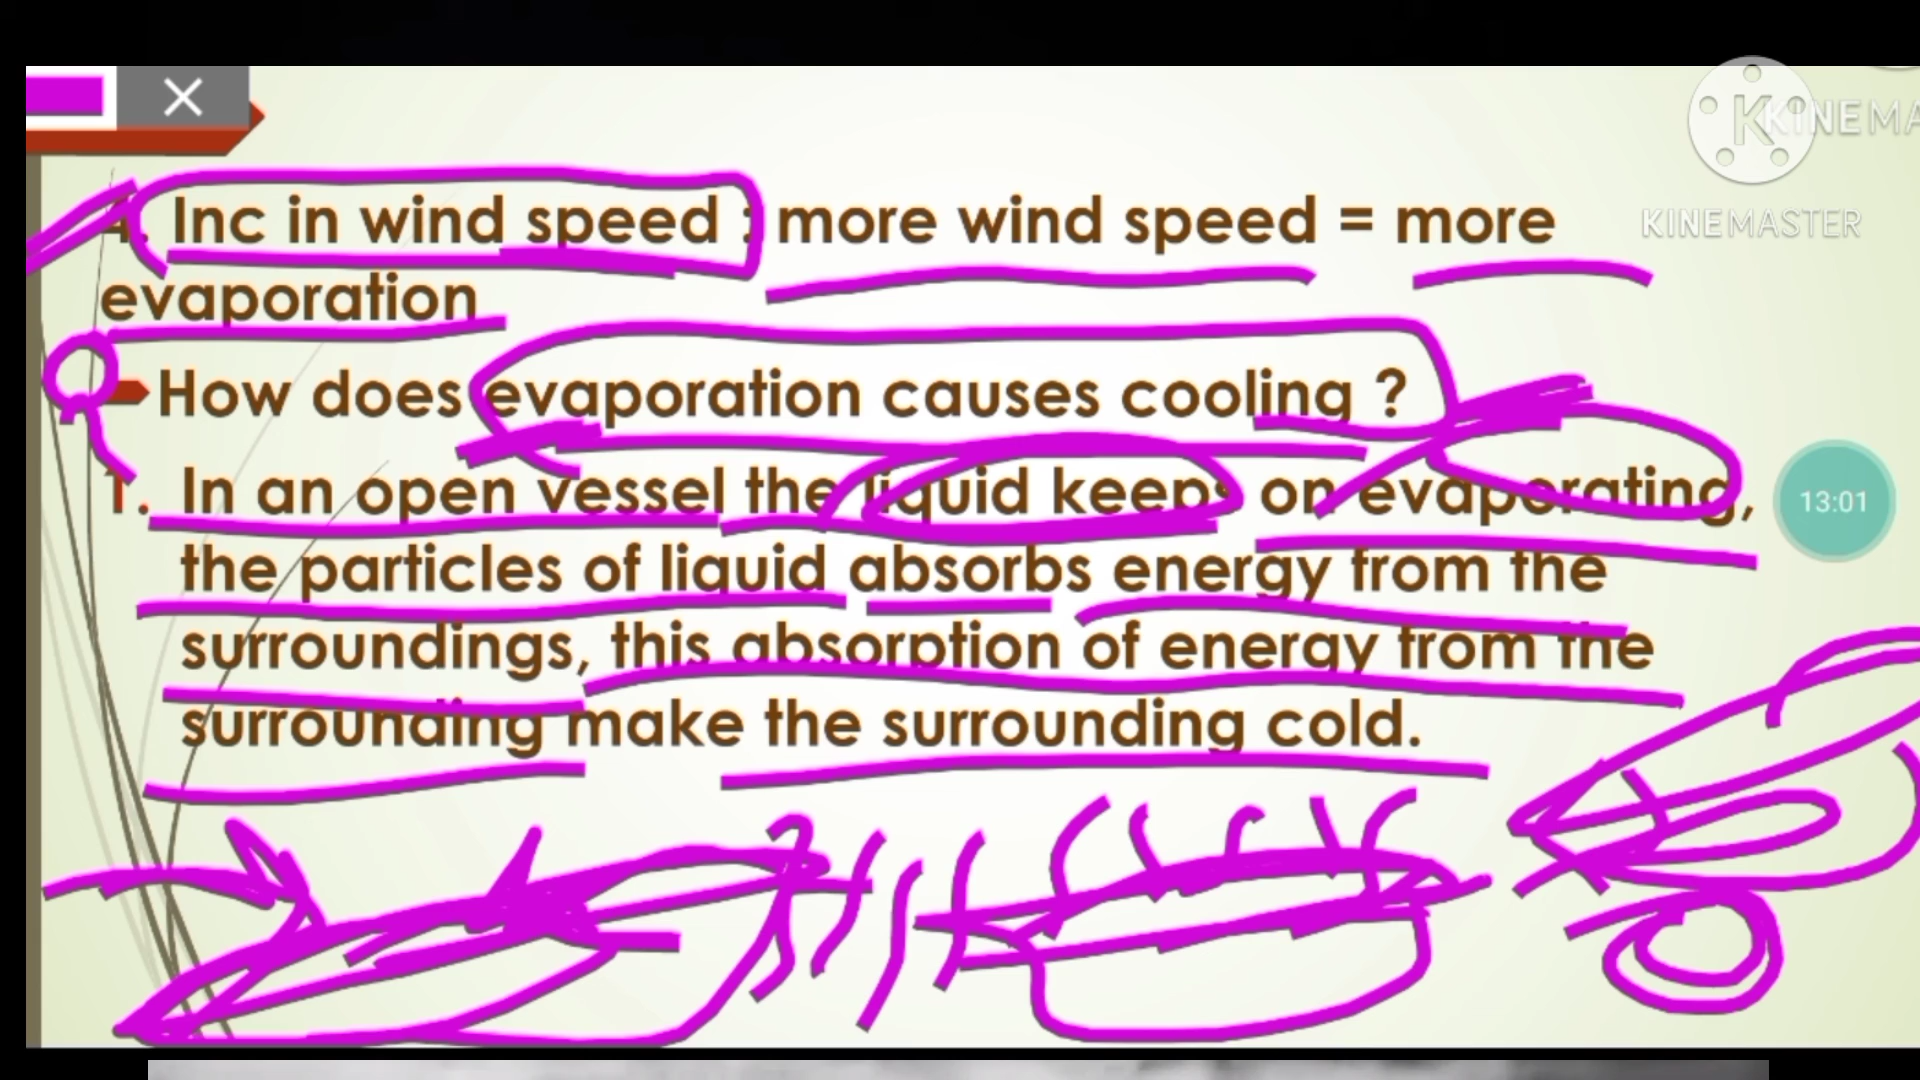 KINEMA
KINEMASTER
4. Inc in wind speed : more wind speed = more
evaporation
How does evaporation causes cooling ?
1. In an open vessel the liquid keeps on evaporating,
13:01
the particles of liquid absorbs energy from the
surroundings, this absorption of energy from the
surrounding make the surrounding cold.